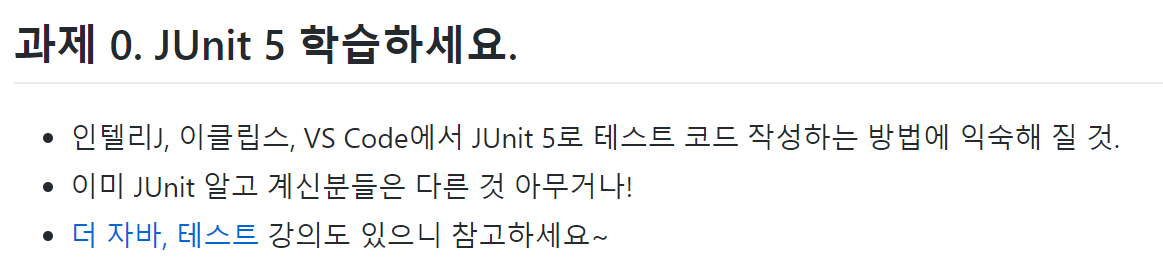 과제 0. JUnit 5 학습하세요.
인텔리J, 이클립스, VS Code에서 JUnit 5로 테스트 코드 작성하는 방법에 익숙해 질 것.
이미 JUnit 알고 계신분들은 다른 것 아무거나!
더 자바, 테스트 강의도 있으니 참고하세요~